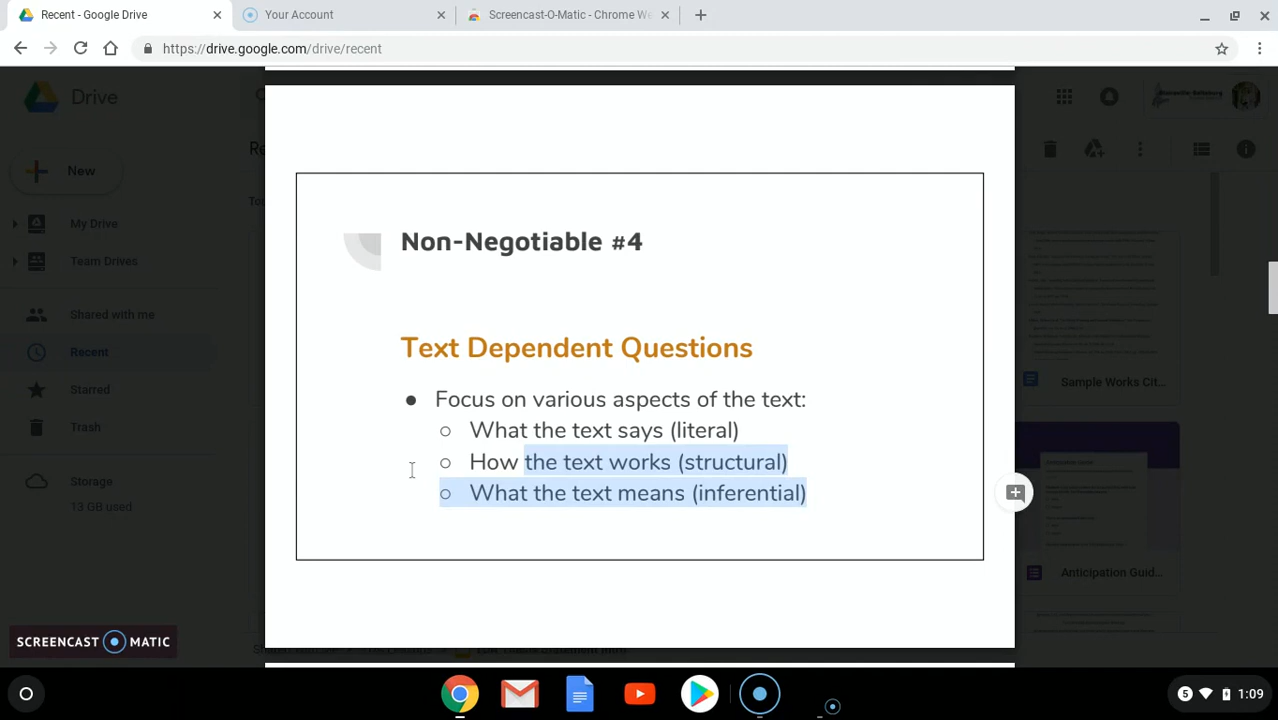 Recent - Google Drive
Your Account
Screencast-O-Matic - Chrome We
https://drive.google.com/drive/recent
Drive
Re
New
My Drive
Team Drives
Shared with me
Recent
Starred
Trash
Storage
13 GB used
Non-Negotiable #4
Text Dependent Questions
● Focus on various aspects of the text:
○ What the text says (literal)
○ How the text works (structural)
○ What the text means (inferential)
Sample Works Cit...
Anticipation Guid...
SCREENCAST MATIC
5
1:09